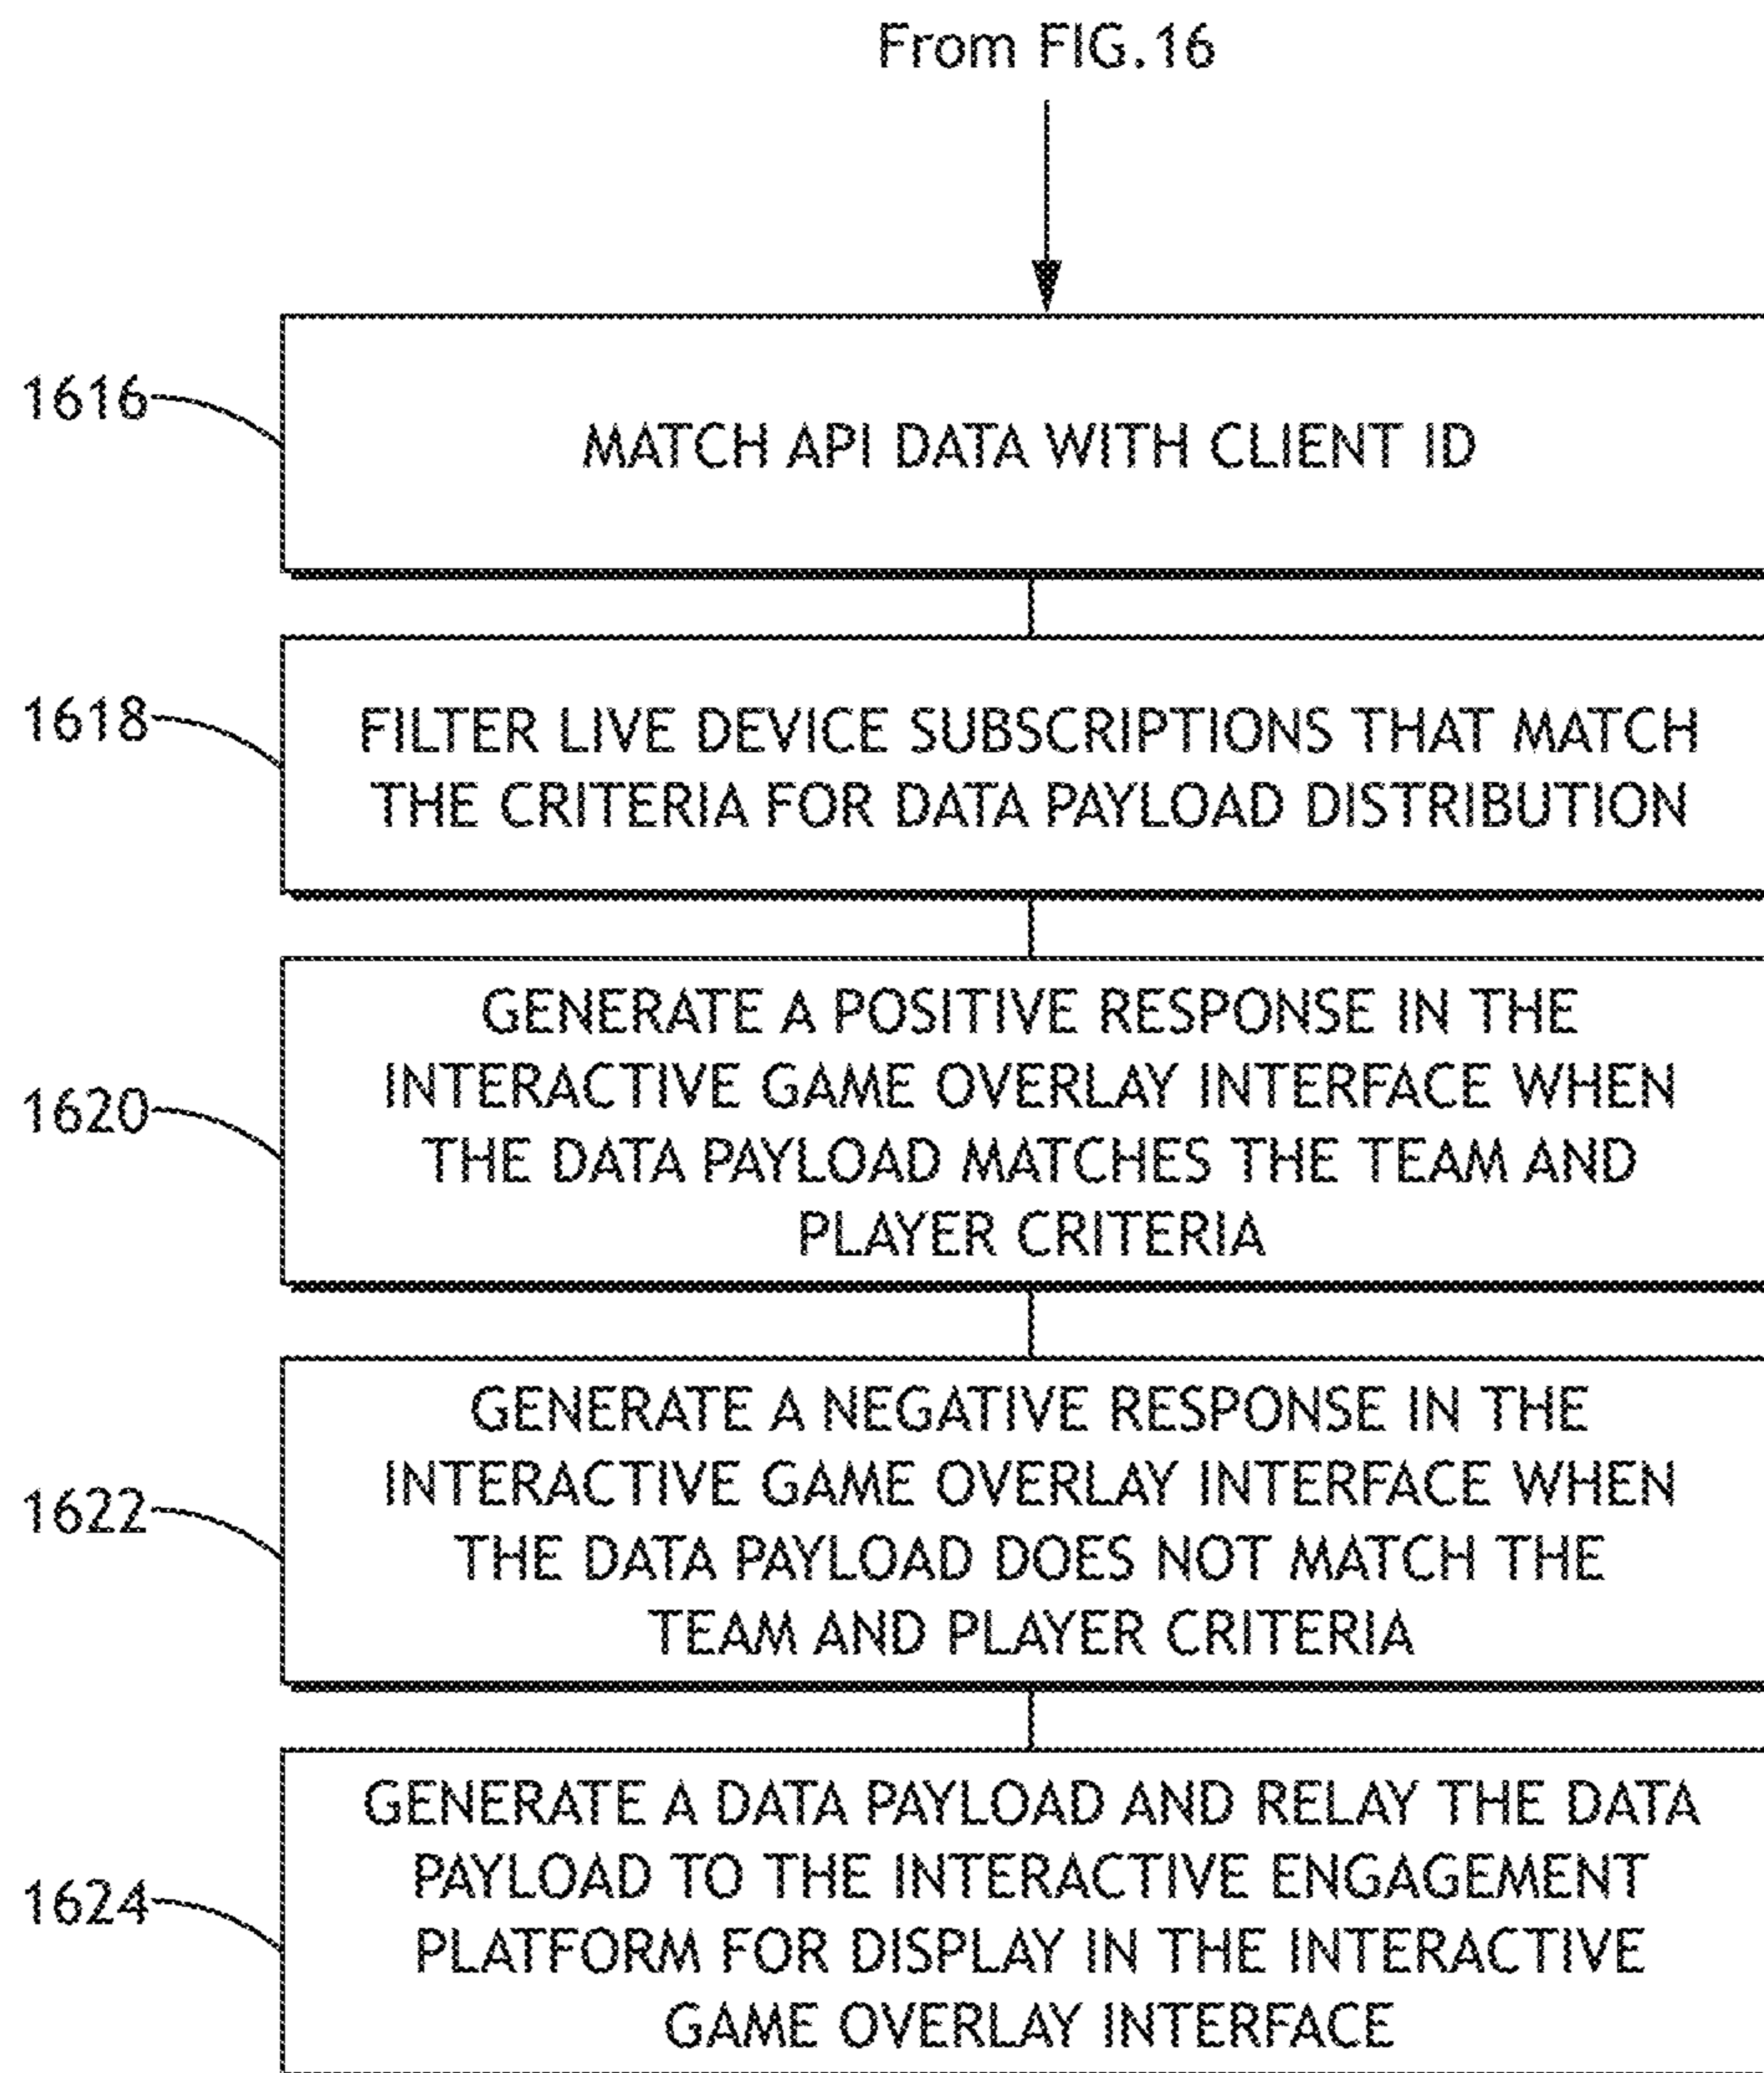 From FIG.16
1616
MATCH API DATA WITH CLIENT ID
1618
FILTER LIVE DEVICE SUBSCRIPTIONS THAT MATCH
THE CRITERIA FOR DATA PAYLOAD DISTRIBUTION
1620
GENERATE A POSITIVE RESPONSE IN THE
INTERACTIVE GAME OVERLAY INTERFACE WHEN
THE DATA PAYLOAD MATCHES THE TEAM AND
PLAYER CRITERIA
1622
GENERATE A NEGATIVE RESPONSE IN THE
INTERACTIVE GAME OVERLAY INTERFACE WHEN
THE DATA PAYLOAD DOES NOT MATCH THE
TEAM AND PLAYER CRITERIA
1624
GENERATE A DATA PAYLOAD AND RELAY THE DATA
PAYLOAD TO THE INTERACTIVE ENGAGEMENT
PLATFORM FOR DISPLAY IN THE INTERACTIVE
GAME OVERLAY INTERFACE